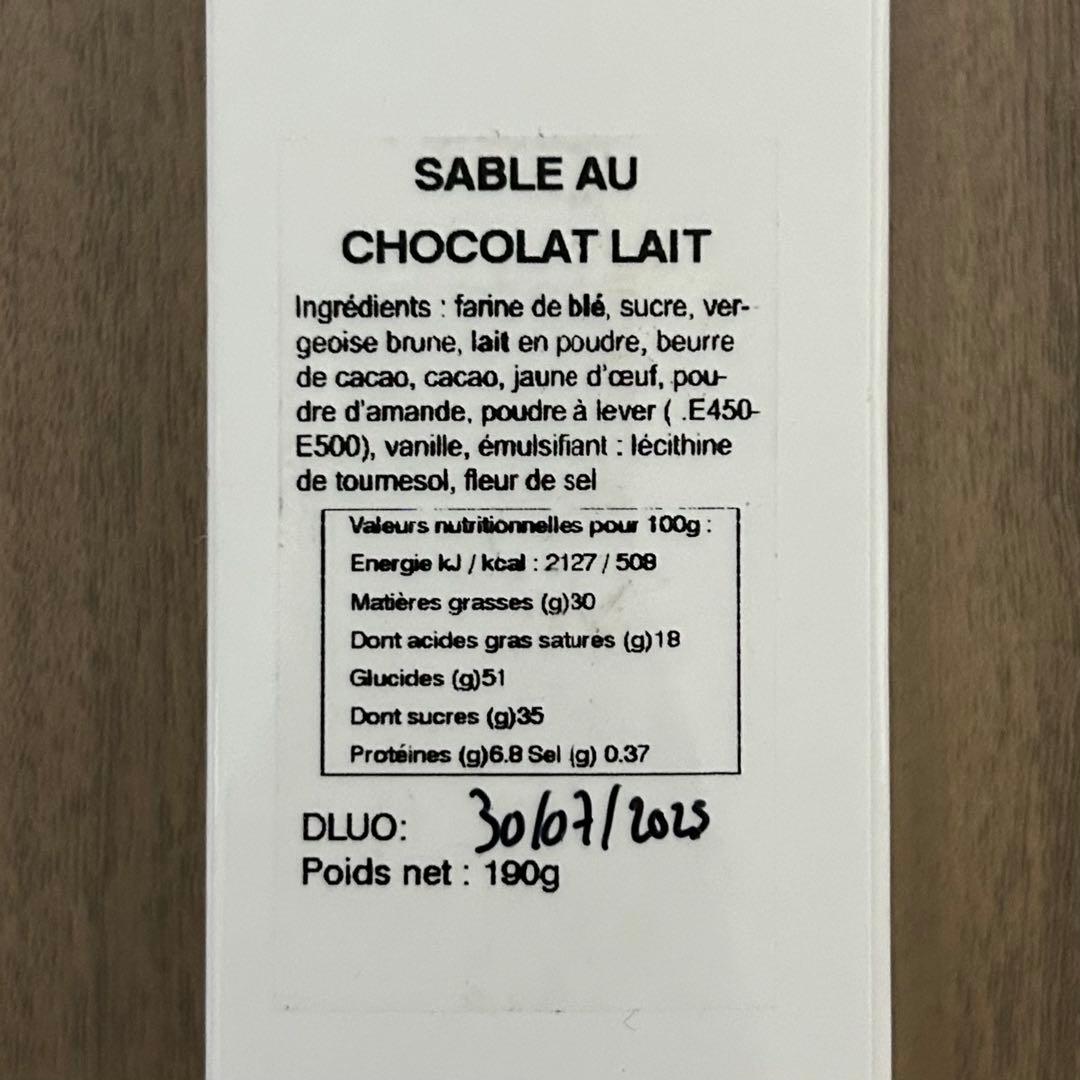 SABLE AU
CHOCOLAT LAIT
Ingrédients : farine de blé, sucre, ver-
geoise brune, lait en poudre, beurre
de cacao, cacao, jaune d'œuf, pou-
dre d'amande, poudre à lever ( .E450-
E500), vanille, émulsifiant : lécithine
de tournesol, fleur de sel
Valeurs nutritionnelles pour 100g :
Energie kJ / kcal : 2127 / 508
Matières grasses (g)30
Dont acides gras saturés (g)18
Glucides (g)51
Dont sucres (g)35
Protéines (g)6.8 Sel (g) 0.37
DLUO: 30/07/2025
Poids net : 190g